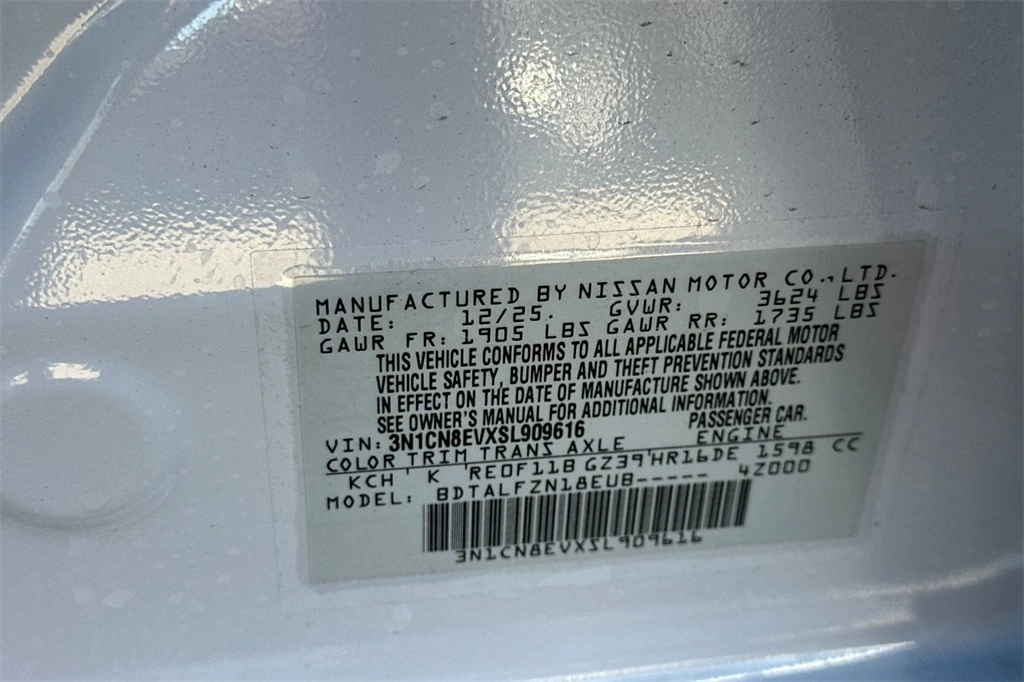 MANUFACTURED BY NISSAN MOTOR CO., LTD.
DATE: 12/25. GVWR: 3624 LBS
GAWR FR: 1905 LBS GAWR RR: 1735 LBS
THIS VEHICLE CONFORMS TO ALL APPLICABLE FEDERAL MOTOR
VEHICLE SAFETY, BUMPER AND THEFT PREVENTION STANDARDS
IN EFFECT ON THE DATE OF MANUFACTURE SHOWN ABOVE.
SEE OWNER'S MANUAL FOR ADDITIONAL INFORMATION.
VIN: 3N1CN8EVXSL909616 PASSENGER CAR.
COLOR TRIM TRANS AXLE ENGINE
KCH ' K 'RE0F11B GZ39'HR16DE 1598 CC
MODEL: BDTALFZN18EUB----- 4Z000
3N1CN8EVXSL909616